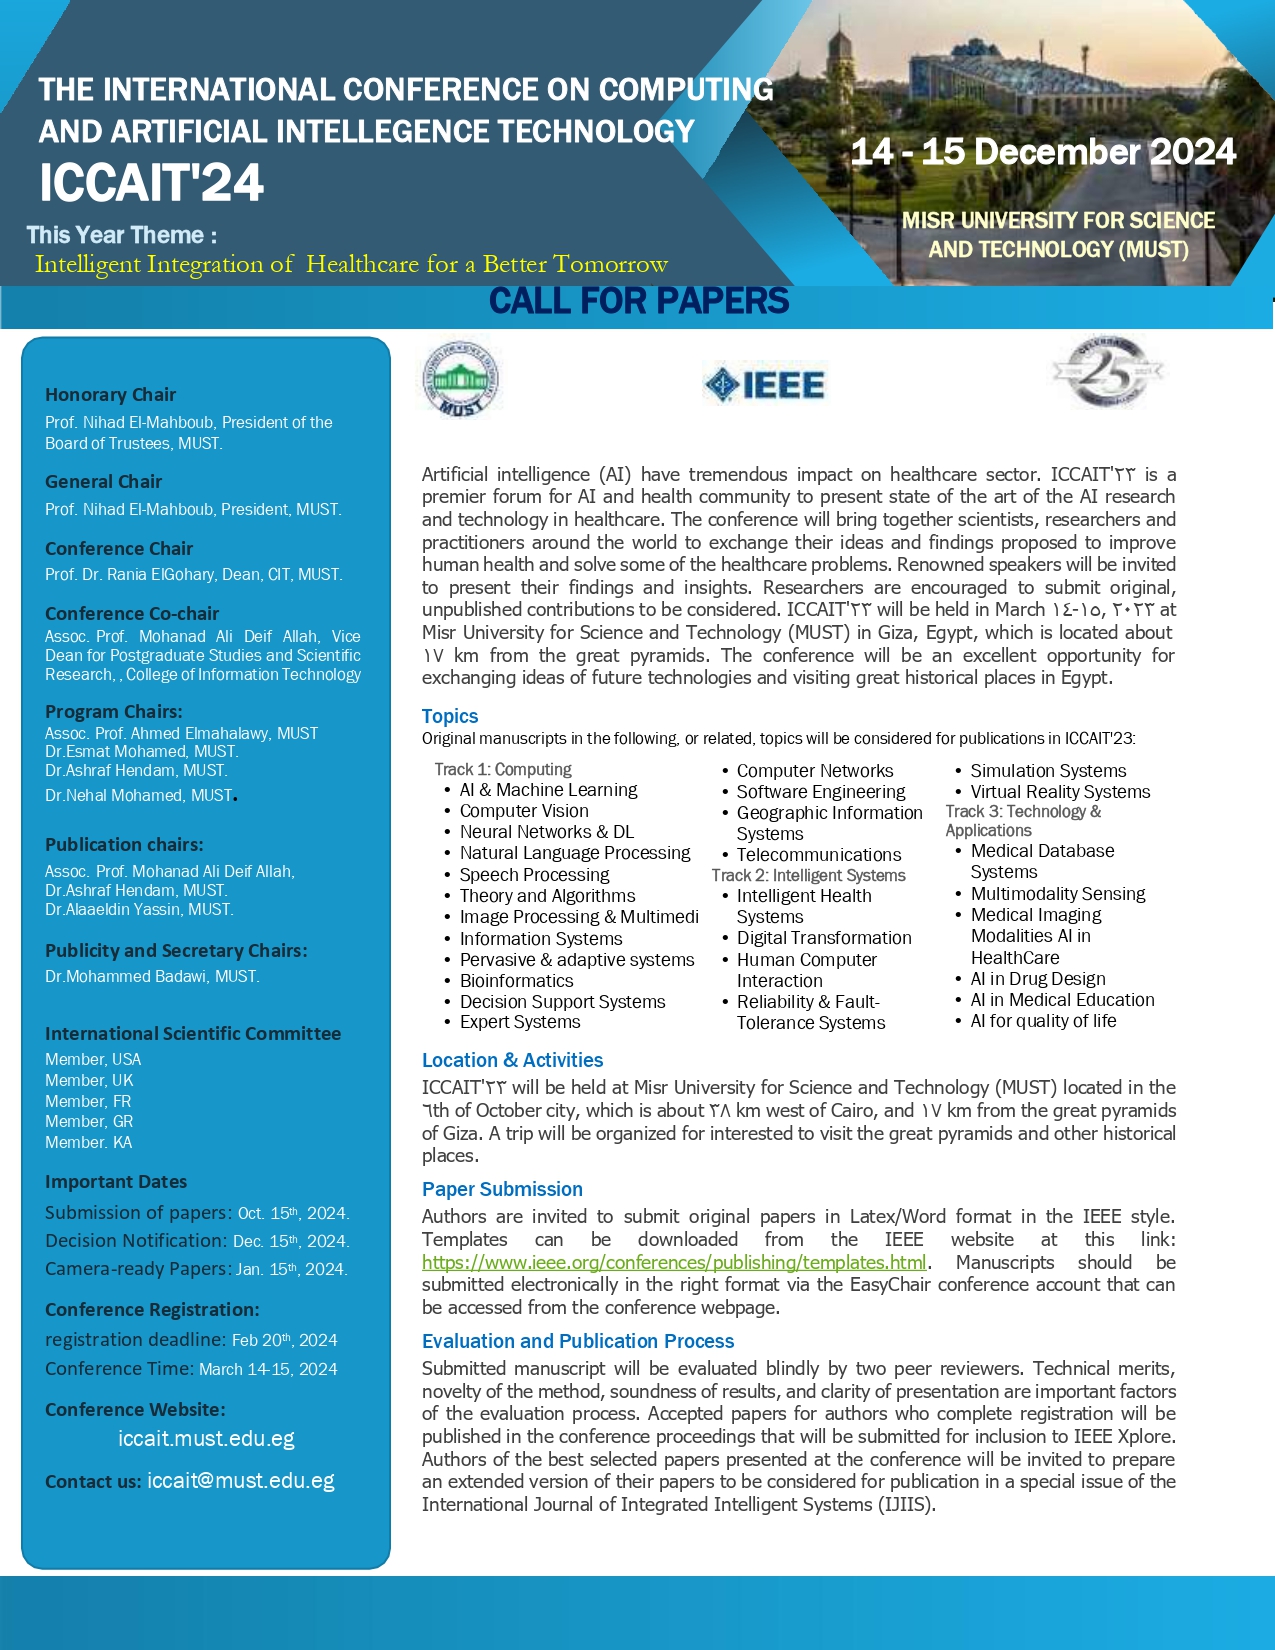 THE INTERNATIONAL CONFERENCE ON COMPUTING
AND ARTIFICIAL INTELLEGENCE TECHNOLOGY
ICCAIT'24
This Year Theme :
Intelligent Integration of Healthcare for a Better Tomorrow
14 - 15 December 2024
MISR UNIVERSITY FOR SCIENCE
AND TECHNOLOGY (MUST)
CALL FOR PAPERS
Honorary Chair
Prof. Nihad El-Mahboub, President of the
Board of Trustees, MUST.
General Chair
Prof. Nihad El-Mahboub, President, MUST.
Conference Chair
Prof. Dr. Rania ElGohary, Dean, CIT, MUST.
Conference Co-chair
Assoc. Prof. Mohanad Ali Deif Allah, Vice
Dean for Postgraduate Studies and Scientific
Research, , College of Information Technology
Program Chairs:
Assoc. Prof. Ahmed Elmahalawy, MUST
Dr.Esmat Mohamed, MUST.
Dr.Ashraf Hendam, MUST.
Dr.Nehal Mohamed, MUST.
Publication chairs:
Assoc. Prof. Mohanad Ali Deif Allah,
Dr.Ashraf Hendam, MUST.
Dr.Alaaeldin Yassin, MUST.
Publicity and Secretary Chairs:
Dr.Mohammed Badawi, MUST.
International Scientific Committee
Member, USA
Member, UK
Member, FR
Member, GR
Member. KA
Important Dates
Submission of papers: Oct. 15th, 2024.
Decision Notification: Dec. 15th, 2024.
Camera-ready Papers: Jan. 15th, 2024.
Conference Registration:
registration deadline: Feb 20th, 2024
Conference Time: March 14-15, 2024
Conference Website:
iccait.must.edu.eg
Contact us: iccait@must.edu.eg
MUST
IEEE
25
Artificial intelligence (AI) have tremendous impact on healthcare sector. ICCAIT'٢٣ is a
premier forum for AI and health community to present state of the art of the AI research
and technology in healthcare. The conference will bring together scientists, researchers and
practitioners around the world to exchange their ideas and findings proposed to improve
human health and solve some of the healthcare problems. Renowned speakers will be invited
to present their findings and insights. Researchers are encouraged to submit original,
unpublished contributions to be considered. ICCAIT'٢٣ will be held in March ١٤-١٥, ٢٠٢٣ at
Misr University for Science and Technology (MUST) in Giza, Egypt, which is located about
١٧ km from the great pyramids. The conference will be an excellent opportunity for
exchanging ideas of future technologies and visiting great historical places in Egypt.
Topics
Original manuscripts in the following, or related, topics will be considered for publications in ICCAIT'23:
Track 1: Computing
• AI & Machine Learning
• Computer Vision
• Neural Networks & DL
• Natural Language Processing
• Speech Processing
• Theory and Algorithms
• Image Processing & Multimedi
• Information Systems
• Pervasive & adaptive systems
• Bioinformatics
• Decision Support Systems
• Expert Systems
• Computer Networks
• Software Engineering
• Geographic Information
Systems
• Telecommunications
Track 2: Intelligent Systems
• Intelligent Health
Systems
• Digital Transformation
• Human Computer
Interaction
• Reliability & Fault-
Tolerance Systems
• Simulation Systems
• Virtual Reality Systems
Track 3: Technology &
Applications
• Medical Database
Systems
• Multimodality Sensing
• Medical Imaging
Modalities AI in
HealthCare
• AI in Drug Design
• AI in Medical Education
• AI for quality of life
Location & Activities
ICCAIT'٢٣ will be held at Misr University for Science and Technology (MUST) located in the
٦th of October city, which is about ٣٨ km west of Cairo, and ١٧ km from the great pyramids
of Giza. A trip will be organized for interested to visit the great pyramids and other historical
places.
Paper Submission
Authors are invited to submit original papers in Latex/Word format in the IEEE style.
Templates can be downloaded from the IEEE website at this link:
https://www.ieee.org/conferences/publishing/templates.html. Manuscripts should be
submitted electronically in the right format via the EasyChair conference account that can
be accessed from the conference webpage.
Evaluation and Publication Process
Submitted manuscript will be evaluated blindly by two peer reviewers. Technical merits,
novelty of the method, soundness of results, and clarity of presentation are important factors
of the evaluation process. Accepted papers for authors who complete registration will be
published in the conference proceedings that will be submitted for inclusion to IEEE Xplore.
Authors of the best selected papers presented at the conference will be invited to prepare
an extended version of their papers to be considered for publication in a special issue of the
International Journal of Integrated Intelligent Systems (IJIIS).